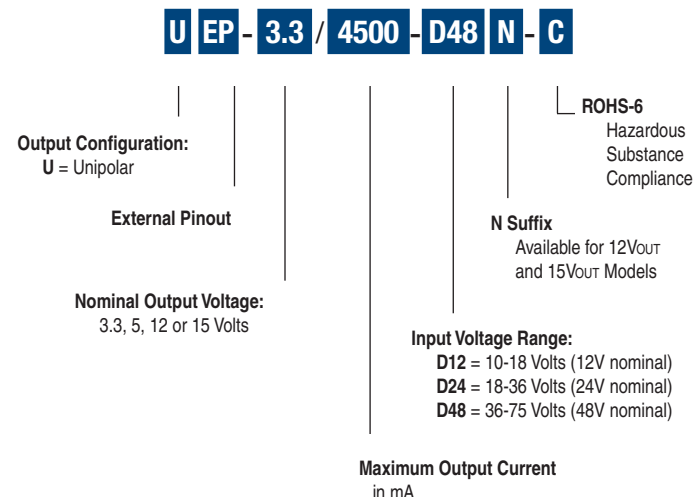 U EP - 3.3 / 4500 - D48 N - C
ROHS-6
Hazardous
Substance
Compliance
Output Configuration:
U = Unipolar
External Pinout
N Suffix
Available for 12VOUT
and 15VOUT Models
Nominal Output Voltage:
3.3, 5, 12 or 15 Volts
Input Voltage Range:
D12 = 10-18 Volts (12V nominal)
D24 = 18-36 Volts (24V nominal)
D48 = 36-75 Volts (48V nominal)
Maximum Output Current
in mA